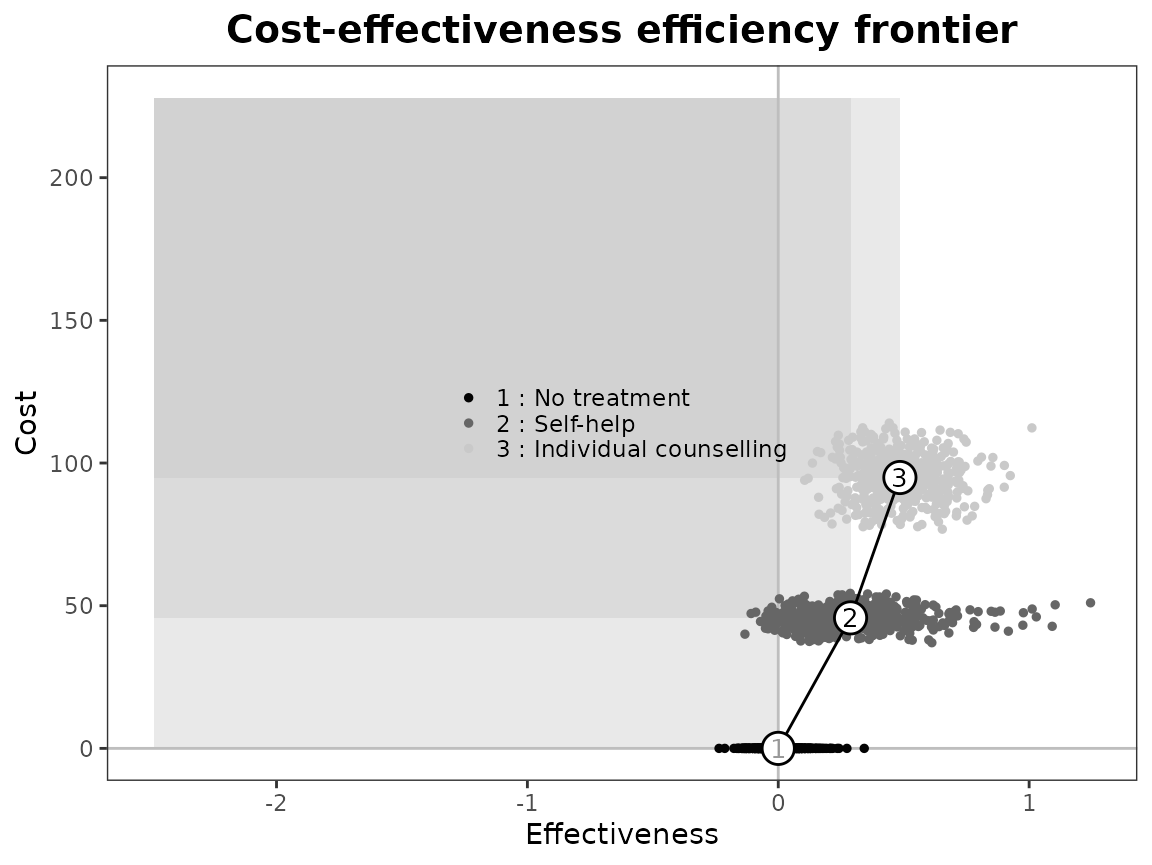 Cost-effectiveness efficiency frontier
Cost
200
150
100
50
0
1 : No treatment
2 : Self-help
3 : Individual counselling
3
2
1
-2
-1
0
1
Effectiveness